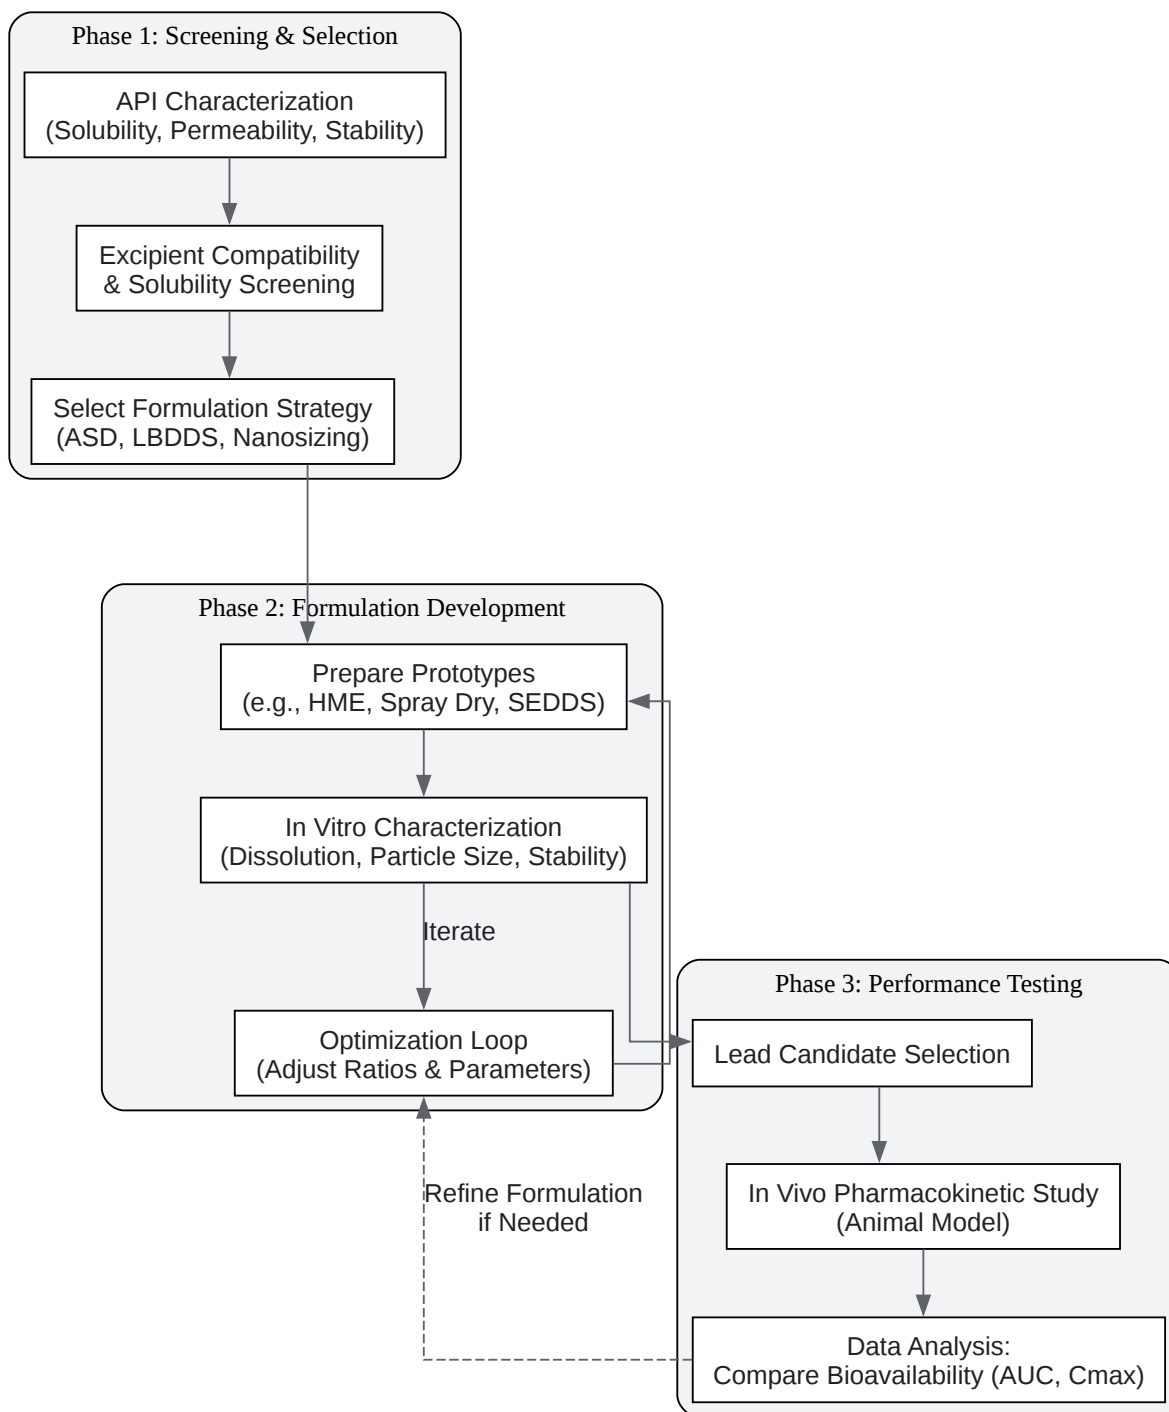 Phase 1: Screening & Selection
API Characterization
(Solubility, Permeability, Stability)
Excipient Compatibility
& Solubility Screening
Select Formulation Strategy
(ASD, LBDDS, Nanosizing)
Phase 2: Formulation Development
Prepare Prototypes
(e.g., HME, Spray Dry, SEDDS)
In Vitro Characterization
(Dissolution, Particle Size, Stability)
Iterate
Optimization Loop
(Adjust Ratios & Parameters)
Phase 3: Performance Testing
Lead Candidate Selection
In Vivo Pharmacokinetic Study
(Animal Model)
Refine Formulation
if Needed
Data Analysis:
Compare Bioavailability (AUC, Cmax)